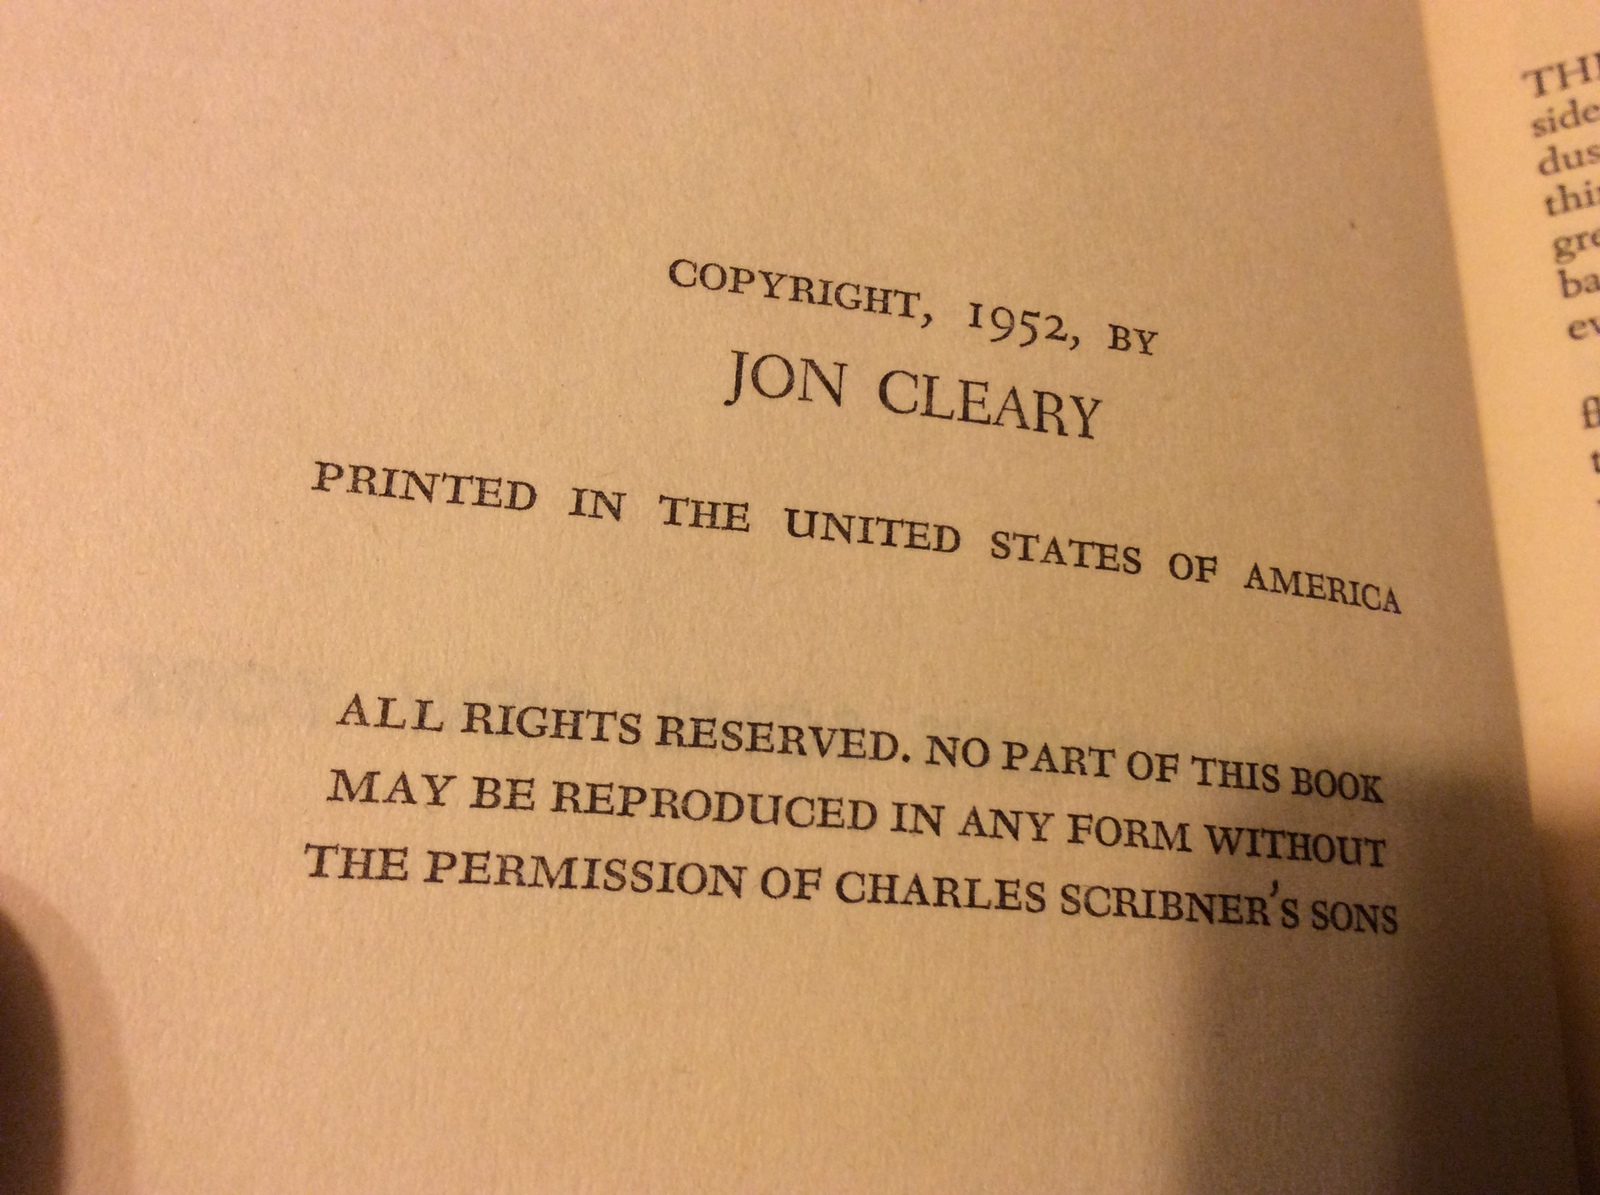 COPYRIGHT, 1952, BY
JON CLEARY
PRINTED IN THE UNITED STATES OF AMERICA
ALL RIGHTS RESERVED. NO PART OF THIS BOOK
MAY BE REPRODUCED IN ANY FORM WITHOUT
THE PERMISSION OF CHARLES SCRIBNER'S SONS